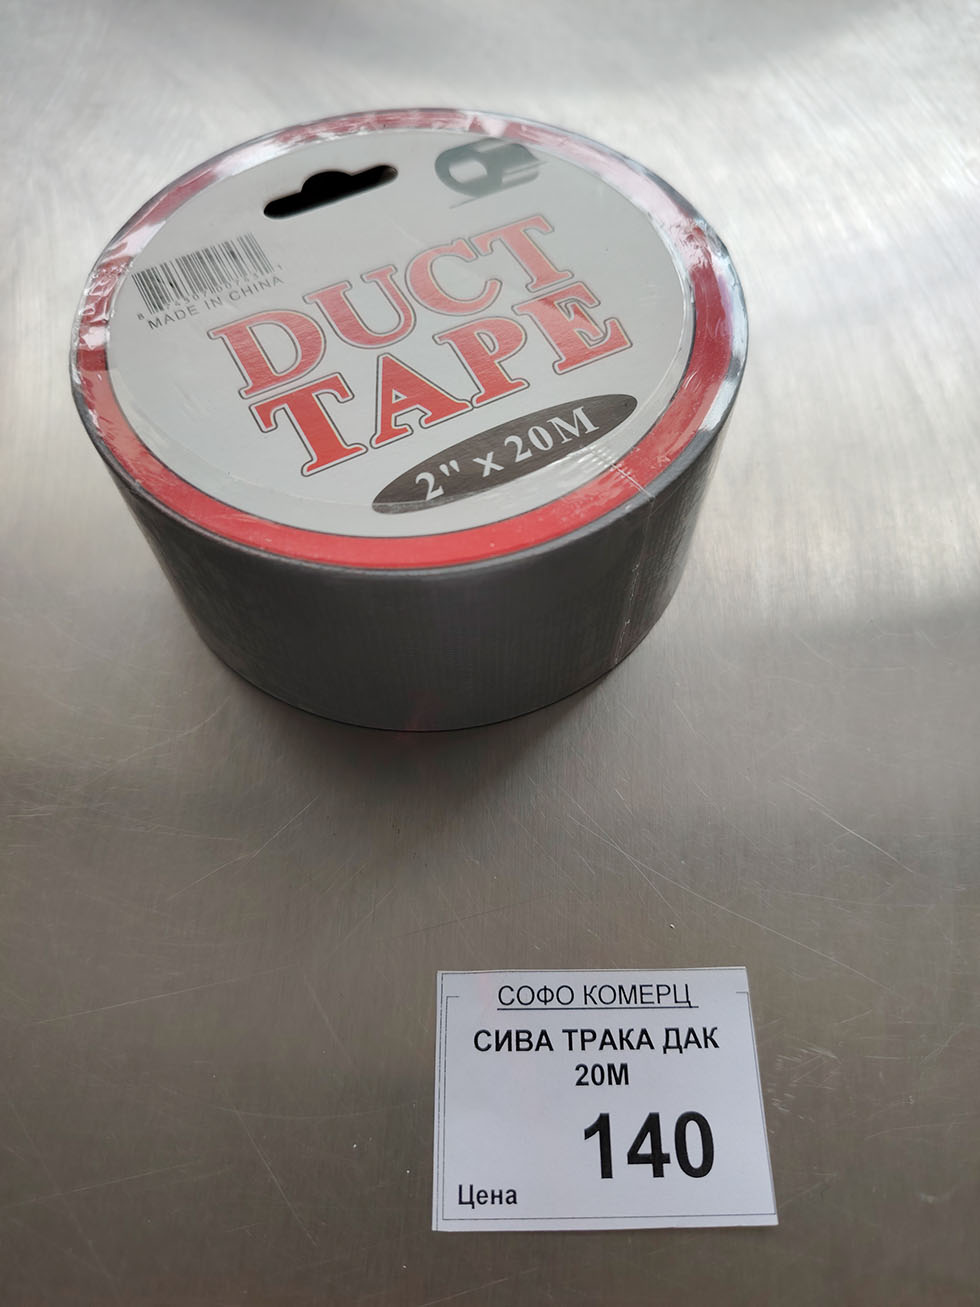 MADE IN CHINA
DUCT
TAPE
2" x 20M
СОФО КОМЕРЦ
СИВА ТРАКА ДАК
20М
140
Цена